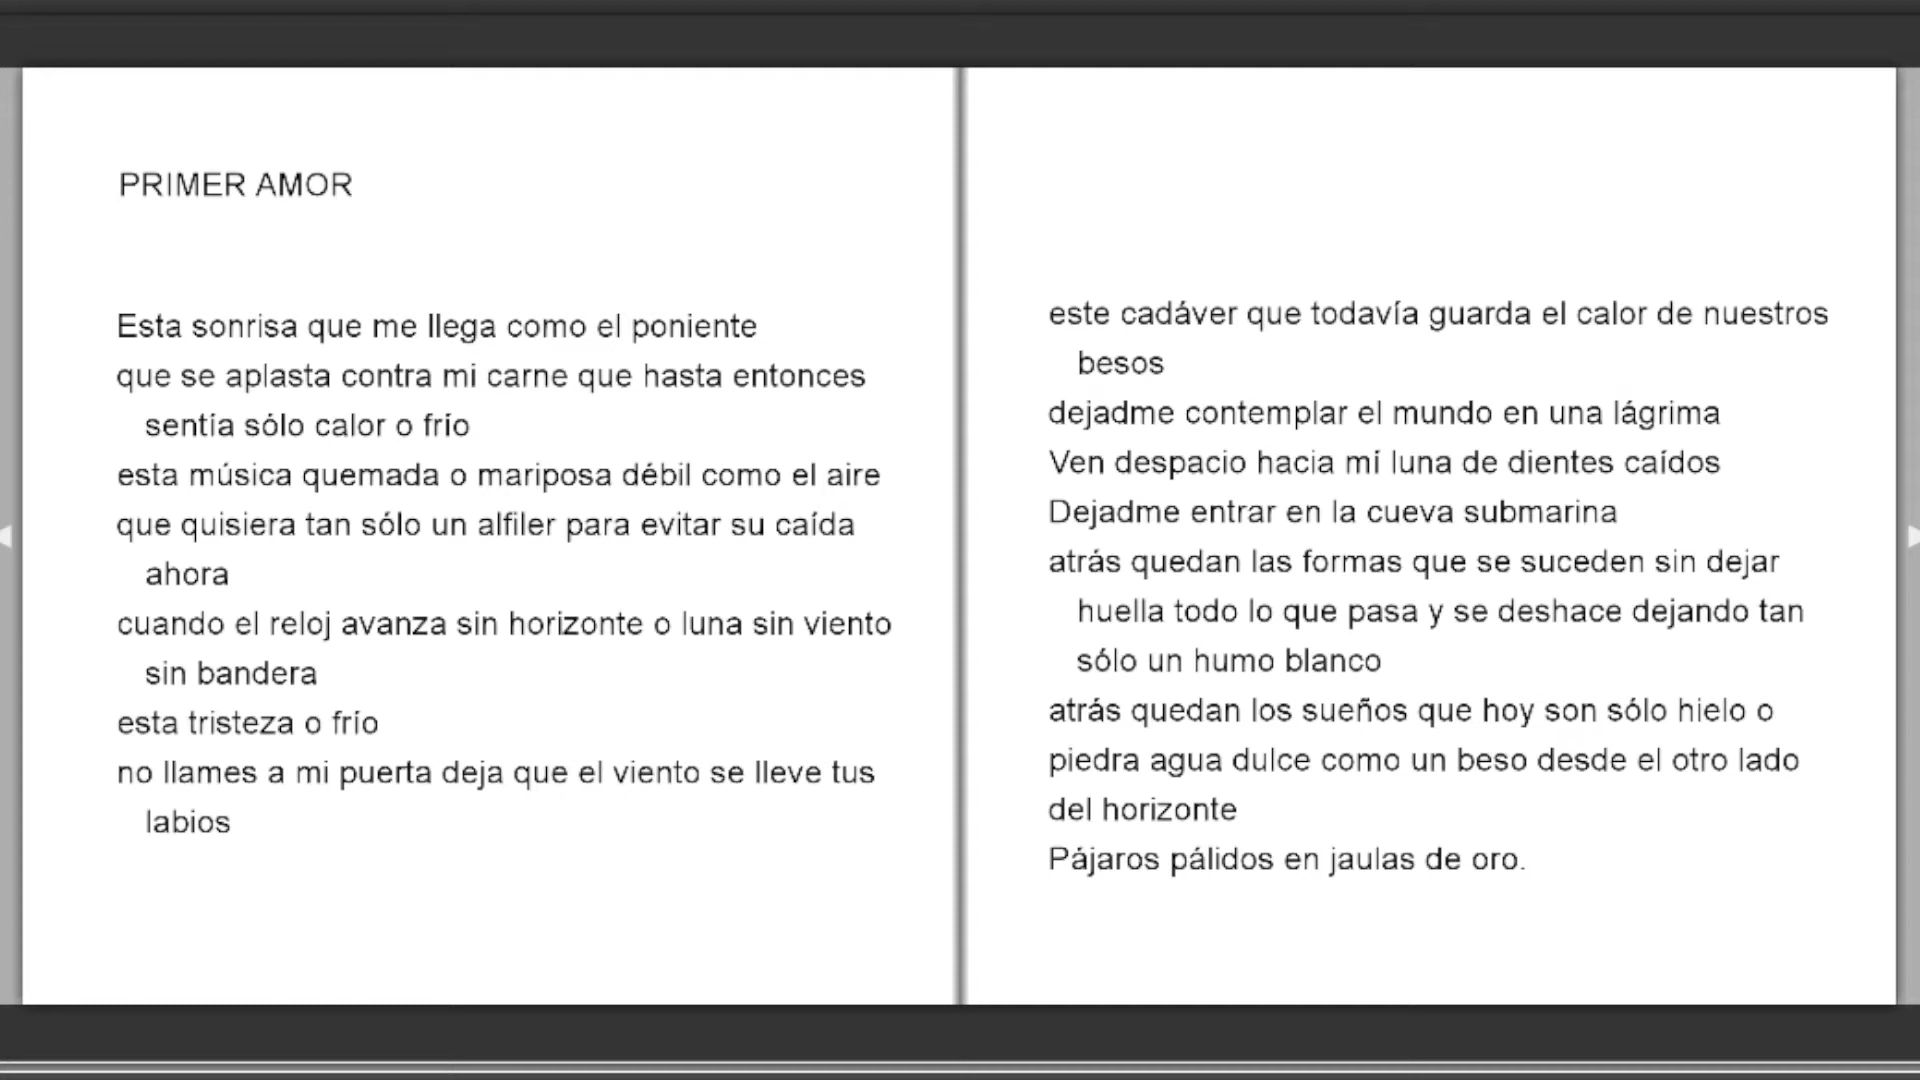 PRIMER AMOR
Esta sonrisa que me llega como el poniente
que se aplasta contra mi carne que hasta entonces
sentía sólo calor o frío
esta música quemada o mariposa débil como el aire
que quisiera tan sólo un alfiler para evitar su caída
ahora
cuando el reloj avanza sin horizonte o luna sin viento
sin bandera
esta tristeza o frío
no llames a mi puerta deja que el viento se lleve tus
labios
este cadáver que todavía guarda el calor de nuestros
besos
dejadme contemplar el mundo en una lágrima
Ven despacio hacia mí luna de dientes caídos
Dejadme entrar en la cueva submarina
atrás quedan las formas que se suceden sin dejar
huella todo lo que pasa y se deshace dejando tan
sólo un humo blanco
atrás quedan los sueños que hoy son sólo hielo o
piedra agua dulce como un beso desde el otro lado
del horizonte
Pájaros pálidos en jaulas de oro.